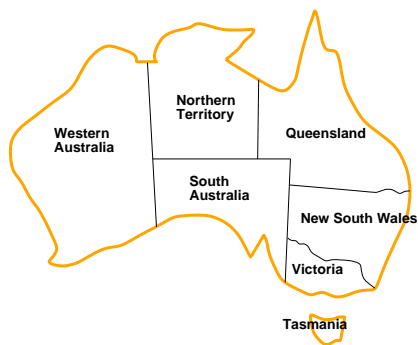 Northern
Territory
Western
Australia
Queensland
South
Australia
New South Wales
Victoria
Tasmania